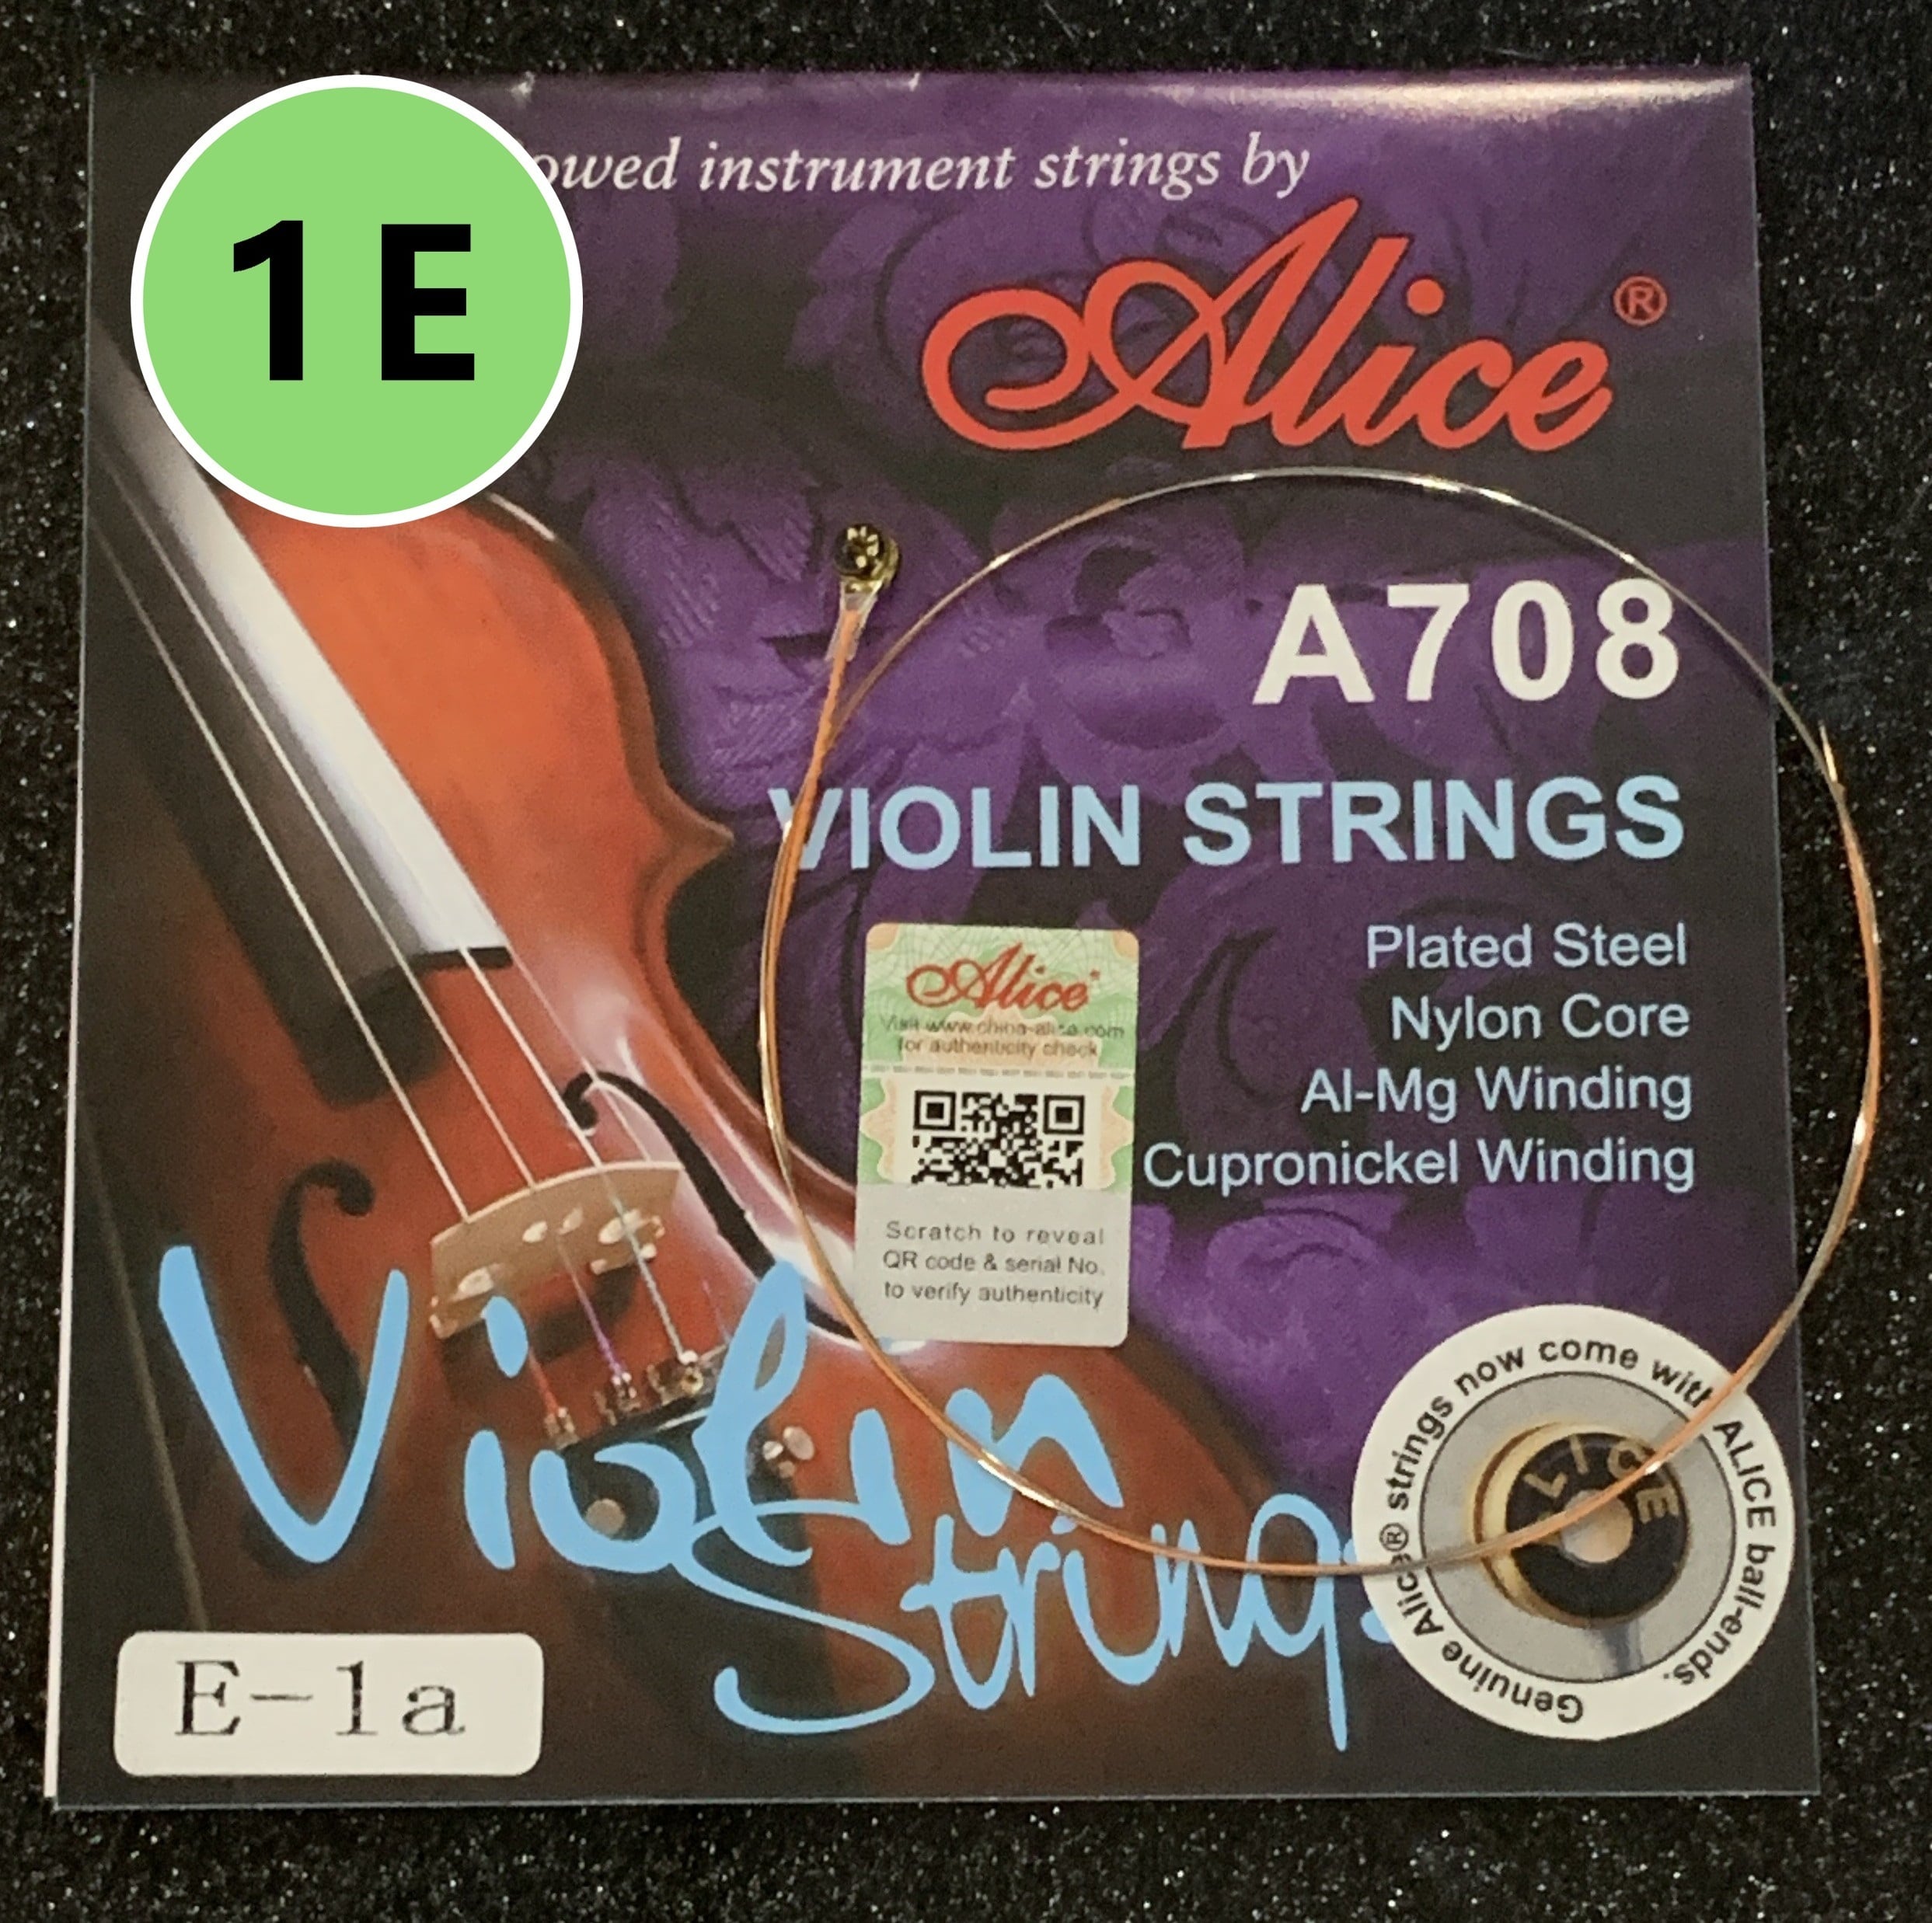 1 E
owed instrument strings by
Alice®
A708
VIOLIN STRINGS
Plated Steel
Nylon Core
Al-Mg Winding
Cupronickel Winding
Alice
Visit www.china-alice.com
for authenticity check
Scratch to reveal
QR code & serial No.
to verify authenticity
Violin
Strings
Genuine Alice® strings now come with ALICE ball-ends.
ALICE
E-1a